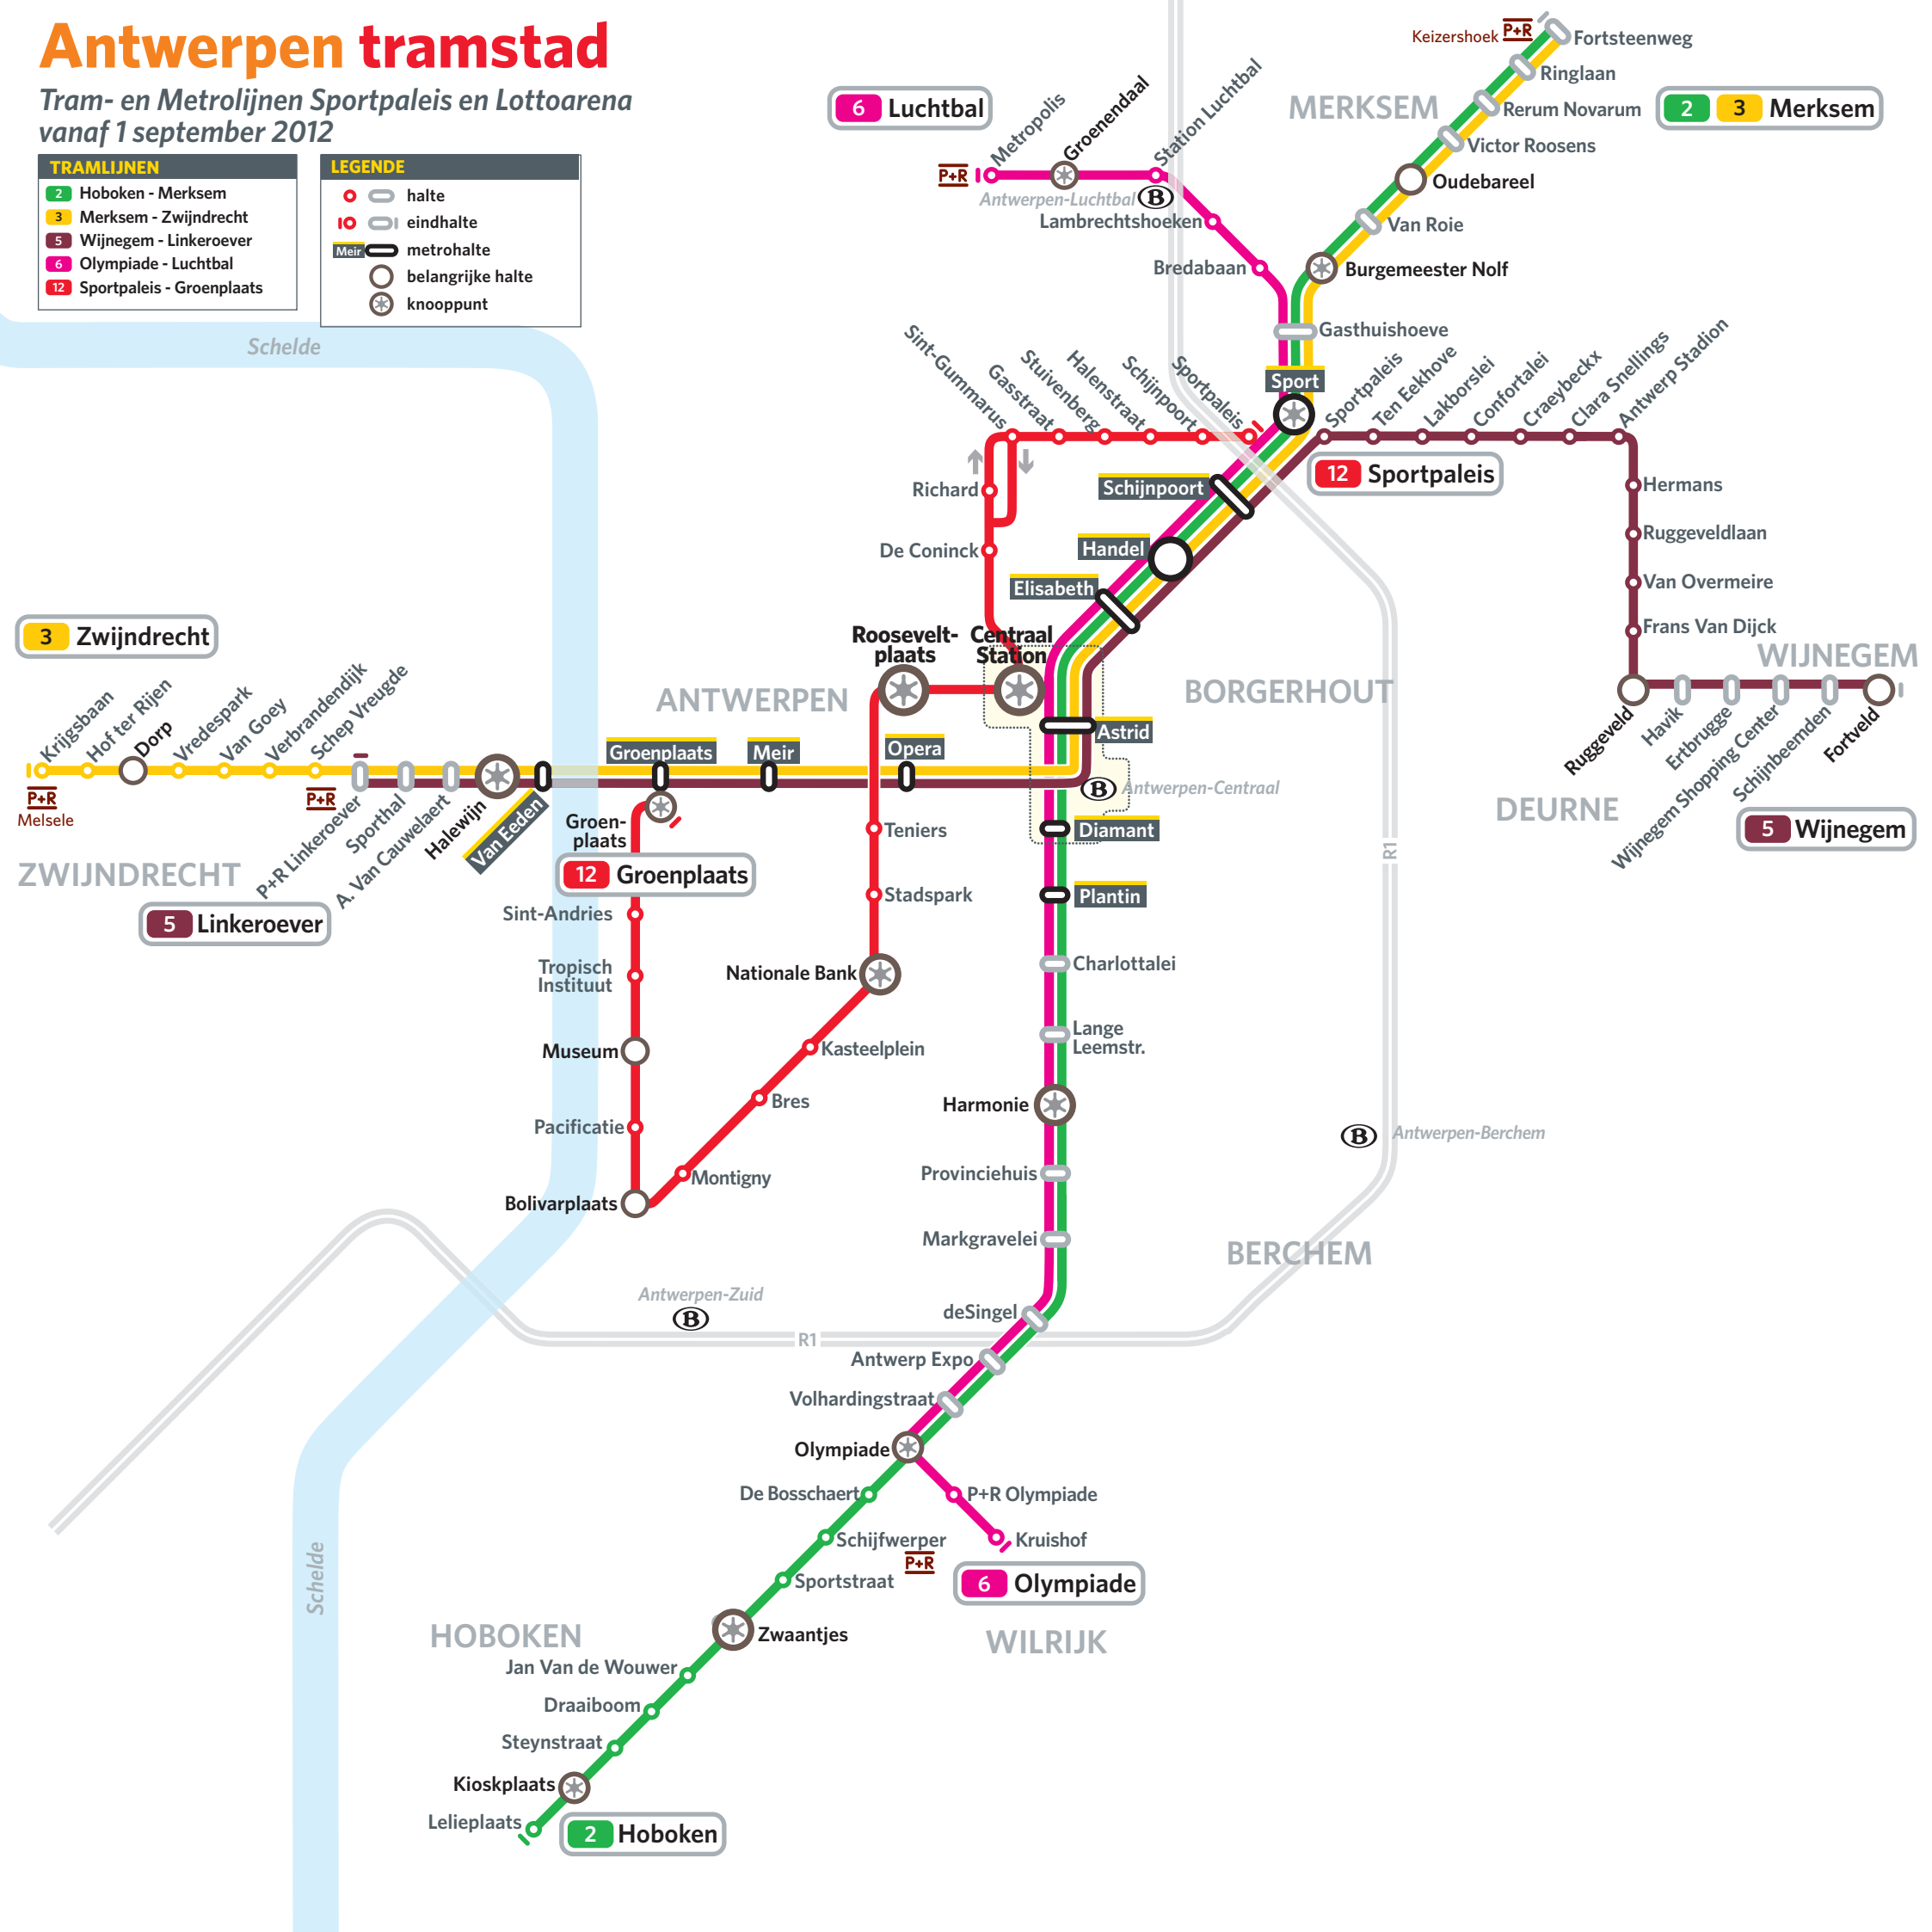 Antwerpen tramstad
Tram- en Metrolijnen Sportpaleis en Lottoarena
vanaf 1 september 2012
TRAMLIJNEN
2 Hoboken - Merksem
3 Merksem - Zwijndrecht
5 Wijnegem - Linkeroever
6 Olympiade - Luchtbal
12 Sportpaleis - Groenplaats
LEGENDE
halte
eindhalte
Meir metrohalte
belangrijke halte
knooppunt
Schelde
6 Luchtbal
P+R
Metropolis
Groenendaal
Station Luchtbal
Antwerpen-Luchtbal B
Lambrechtshoeken
Bredabaan
MERKSEM
Keizershoek P+R
Fortsteenweg
Ringlaan
Rerum Novarum
Victor Roosens
Oudebareel
Van Roie
Burgemeester Nolf
Gasthuishoeve
2 3 Merksem
Sport
Sint-Gummarus
Gasstraat
Stuivenberg
Halenstraat
Schijnpoort
Sportpaleis
Sportpaleis
Ten Eekhove
Lakborslei
Confortalei
Craeybeckx
Clara Snellings
Antwerp Stadion
12 Sportpaleis
Richard
De Coninck
Schijnpoort
Handel
Elisabeth
Hermans
Ruggeveldlaan
Van Overmeire
Frans Van Dijck
WIJNEGEM
Ruggeveld
Havik
Ertbrugge
Wijnegem Shopping Center
Schijnbeemden
Fortveld
DEURNE
5 Wijnegem
3 Zwijndrecht
Krijgsbaan
Hof ter Rijen
Dorp
Vredespark
Van Goey
Verbrandendijk
Schep Vreugde
P+R
Melsele
P+R
P+R Linkeroever
Sporthal
A. Van Cauwelaert
Halewijn
Van Eeden
ZWIJNDRECHT
5 Linkeroever
ANTWERPEN
Roosevelt-
plaats
Centraal
Station
BORGERHOUT
Groenplaats
Meir
Opera
Astrid
B Antwerpen-Centraal
Diamant
Plantin
Groen-
plaats
12 Groenplaats
Teniers
Stadspark
Nationale Bank
Kasteelplein
Bres
Montigny
Sint-Andries
Tropisch
Instituut
Museum
Pacificatie
Bolivarplaats
Charlottalei
Lange
Leemstr.
Harmonie
Provinciehuis
Markgravelei
deSingel
Antwerp Expo
Volhardingstraat
Olympiade
R1
B Antwerpen-Berchem
BERCHEM
Antwerpen-Zuid
B
R1
De Bosschaert
Schijfwerper
P+R
Sportstraat
Zwaantjes
P+R Olympiade
Kruishof
6 Olympiade
WILRIJK
HOBOKEN
Jan Van de Wouwer
Draaiboom
Steynstraat
Kioskplaats
Lelieplaats
2 Hoboken
Schelde